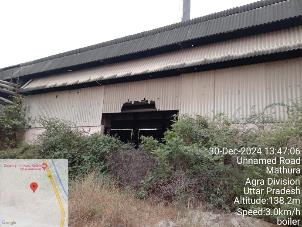 30-Dec-2024 13:47:06
Unnamed Road
Mathura
Agra Division
Uttar Pradesh
Altitude:138.2m
Speed:3.0km/h
boiler
Google